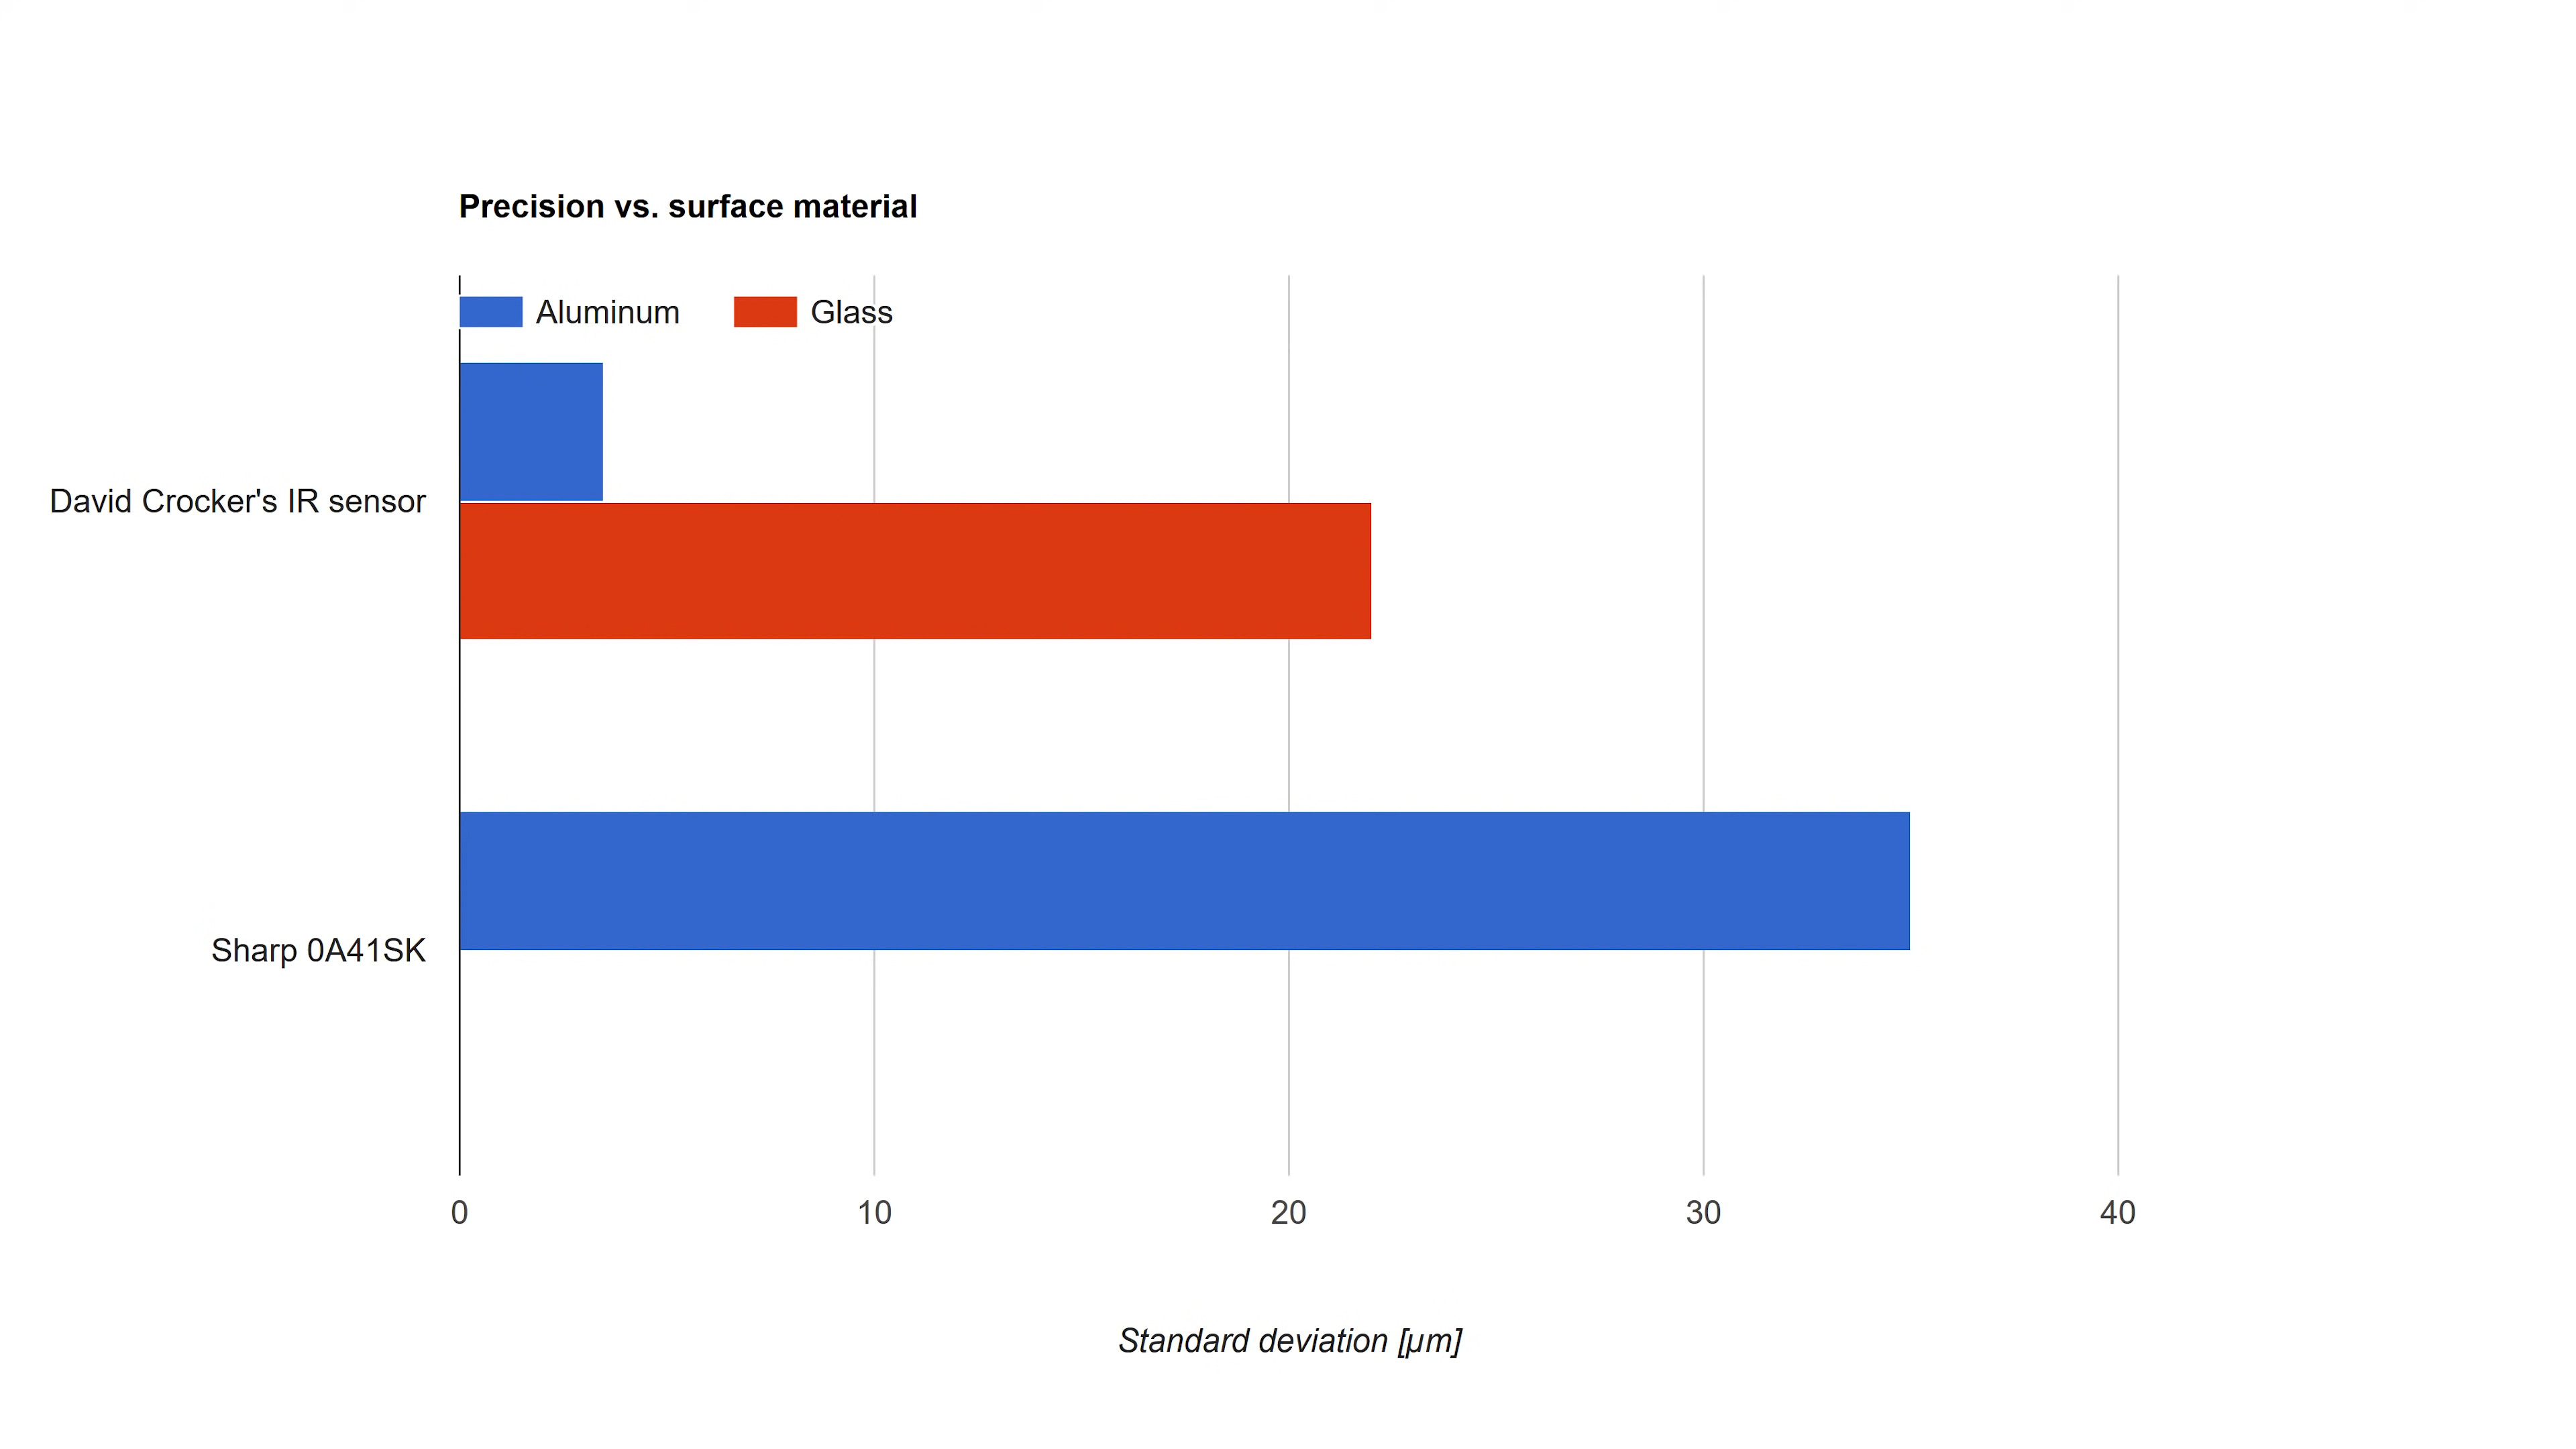 Precision vs. surface material
Aluminum Glass
David Crocker's IR sensor
Sharp 0A41SK
0 10 20 30 40
Standard deviation [μm]